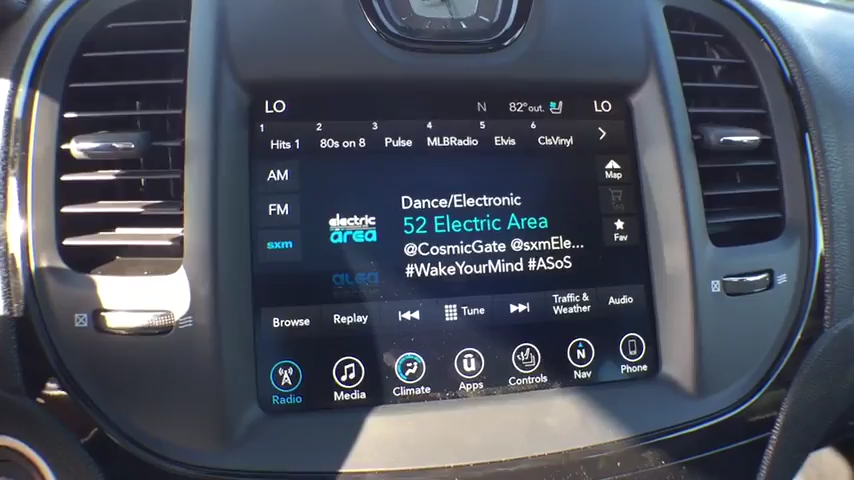 LO N 82°out. LO
1 2 3 4 5 6
Hits 1 80s on 8 Pulse MLBRadio Elvis ClsVinyl
AM
Map
FM
sxm
Fav
electric
area
Dance/Electronic
52 Electric Area
@CosmicGate @sxmEle...
#WakeYourMind #ASoS
Browse Replay Tune Traffic & Weather Audio
Radio Media Climate Apps Controls Nav Phone
N